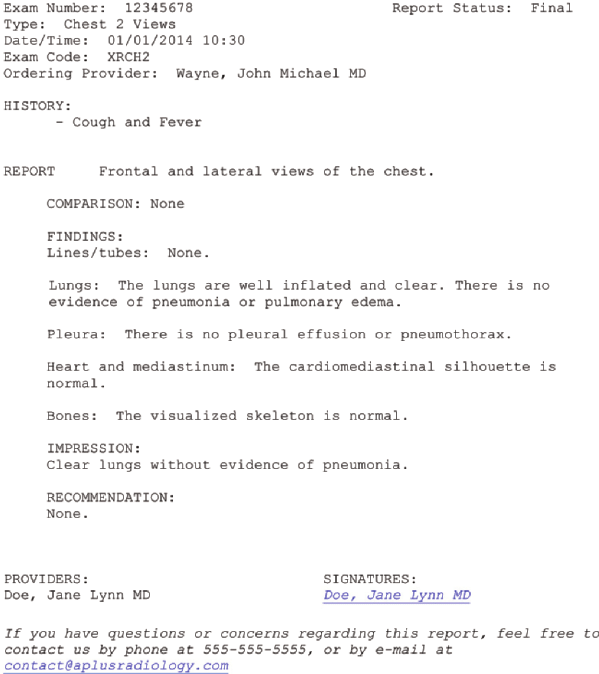 Exam Number: 12345678 Report Status: Final
Type: Chest 2 Views
Date/Time: 01/01/2014 10:30
Exam Code: XRCH2
Ordering Provider: Wayne, John Michael MD
HISTORY:
- Cough and Fever
REPORT Frontal and lateral views of the chest.
COMPARISON: None
FINDINGS:
Lines/tubes: None.
Lungs: The lungs are well inflated and clear. There is no
evidence of pneumonia or pulmonary edema.
Pleura: There is no pleural effusion or pneumothorax.
Heart and mediastinum: The cardiomediastinal silhouette is
normal.
Bones: The visualized skeleton is normal.
IMPRESSION:
Clear lungs without evidence of pneumonia.
RECOMMENDATION:
None.
PROVIDERS: SIGNATURES:
Doe, Jane Lynn MD Doe, Jane Lynn MD
If you have questions or concerns regarding this report, feel free to
contact us by phone at 555-555-5555, or by e-mail at
contact@aplusradiology.com